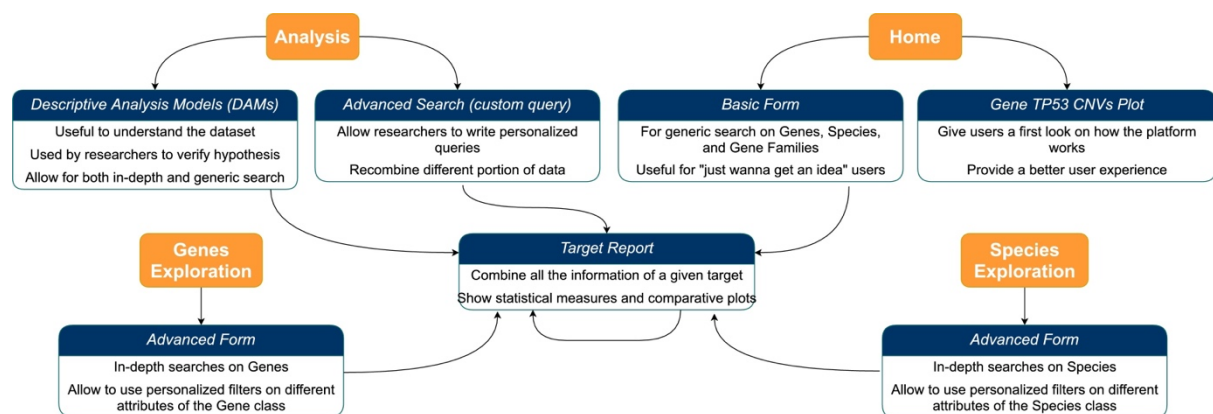 Analysis
Home
Descriptive Analysis Models (DAMs)
Useful to understand the dataset
Used by researchers to verify hypothesis
Allow for both in-depth and generic search
Advanced Search (custom query)
Allow researchers to write personalized
queries
Recombine different portion of data
Basic Form
For generic search on Genes, Species,
and Gene Families
Useful for "just wanna get an idea" users
Gene TP53 CNVs Plot
Give users a first look on how the platform
works
Provide a better user experience
Genes
Exploration
Target Report
Combine all the information of a given target
Show statistical measures and comparative plots
Species
Exploration
Advanced Form
In-depth searches on Genes
Allow to use personalized filters on different
attributes of the Gene class
Advanced Form
In-depth searches on Species
Allow to use personalized filters on different
attributes of the Species class